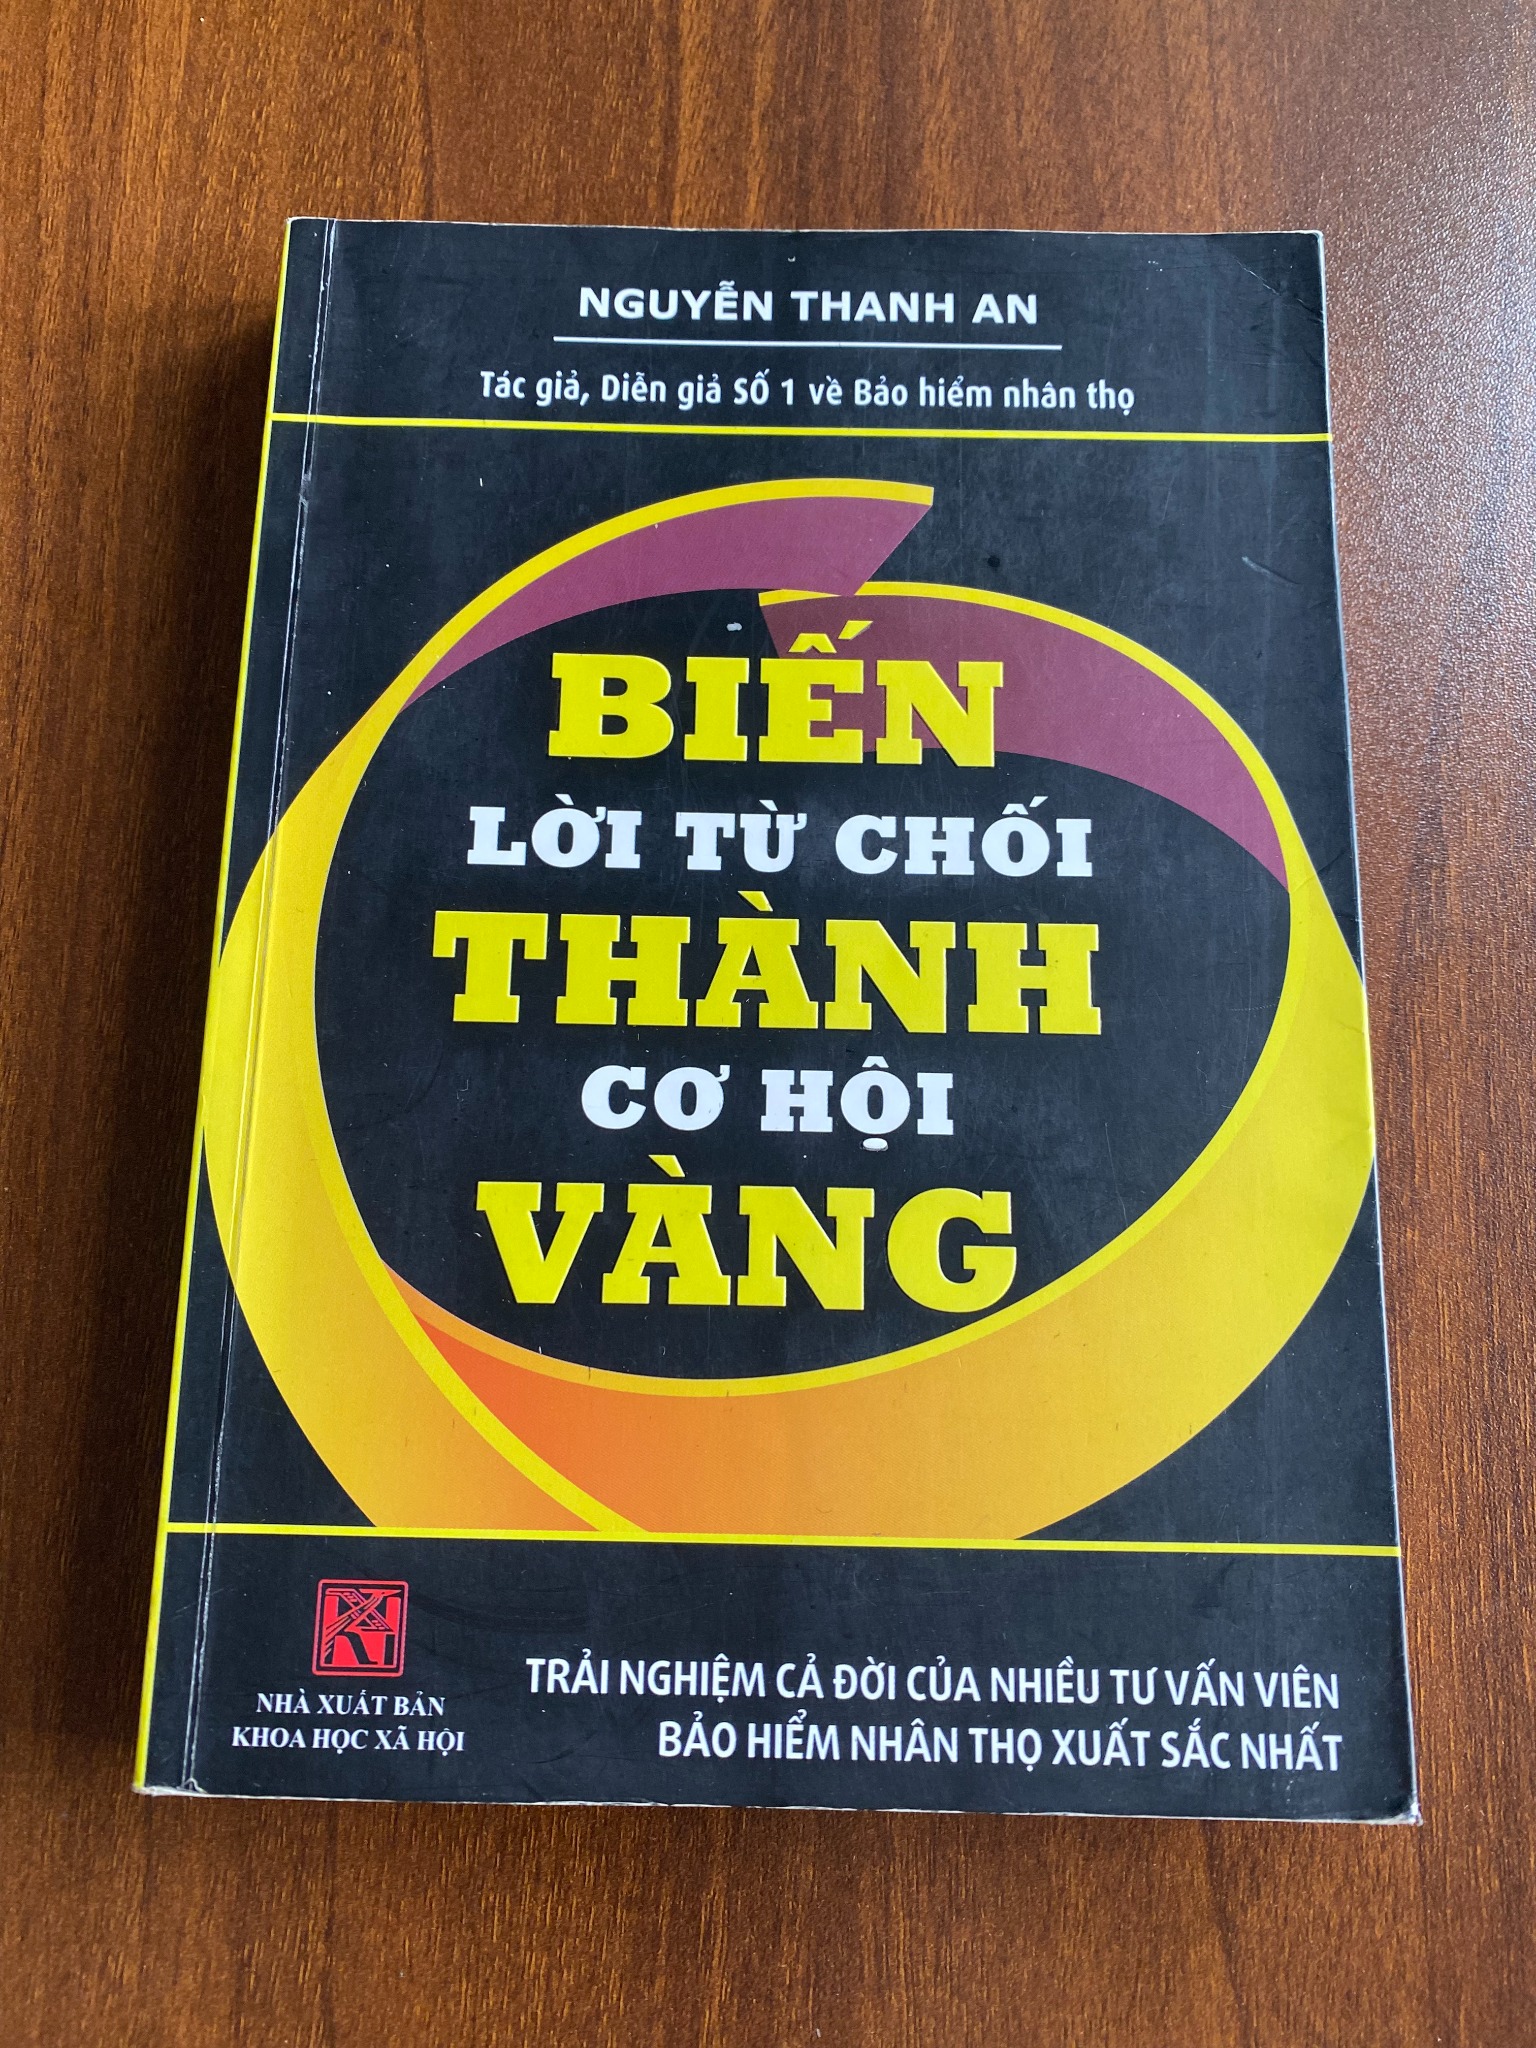 NGUYỄN THANH AN
Tác giả, Diễn giả SỐ 1 về Bảo hiểm nhân thọ
BIẾN
LỜI TỪ CHỐI
THÀNH
CƠ HỘI
VÀNG
NHÀ XUẤT BẢN
KHOA HỌC XÃ HỘI
TRẢI NGHIỆM CẢ ĐỜI CỦA NHIỀU TƯ VẤN VIÊN
BẢO HIỂM NHÂN THỌ XUẤT SẮC NHẤT